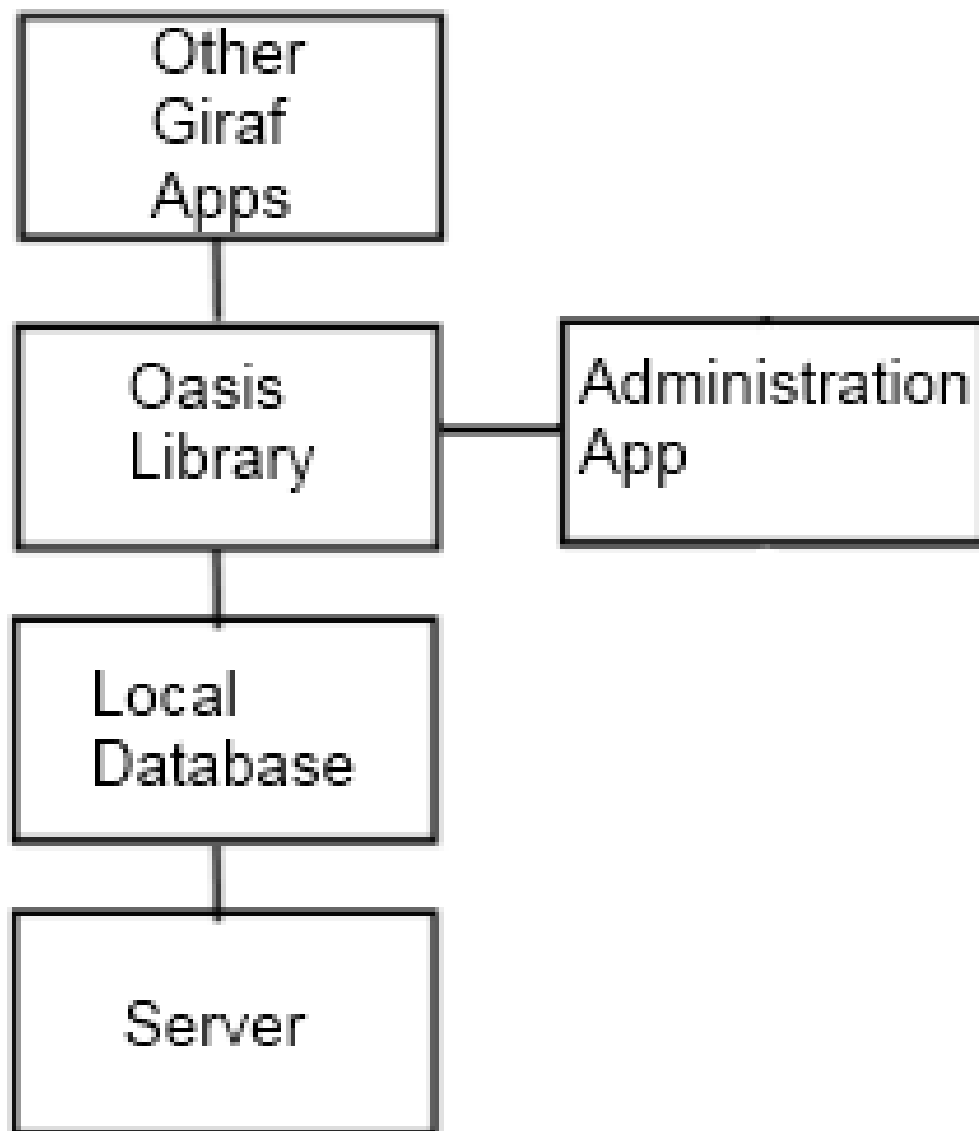 Other
Giraf
Apps
Oasis
Library
Administration
App
Local
Database
Server